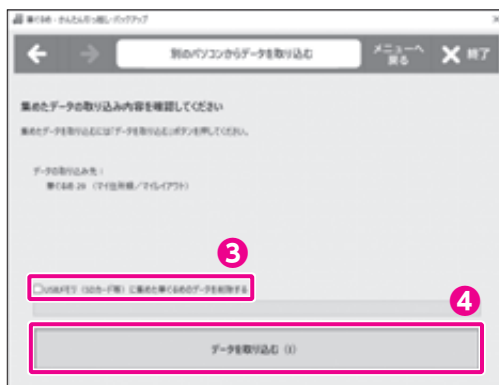 筆ぐるめ - かんたん引っ越し・バックアップ
別のパソコンからデータを取り込む
メニューへ
戻る
終了
集めたデータの取り込み内容を確認してください
集めたデータを取り込むには「データを取り込む」ボタンを押してください。
データの取り込み先：
筆ぐるめ 29 （マイ住所録／マイレイアウト）
3
USBメモリ（SDカード等）に集めた筆ぐるめのデータを削除する
4
データを取り込む（I）